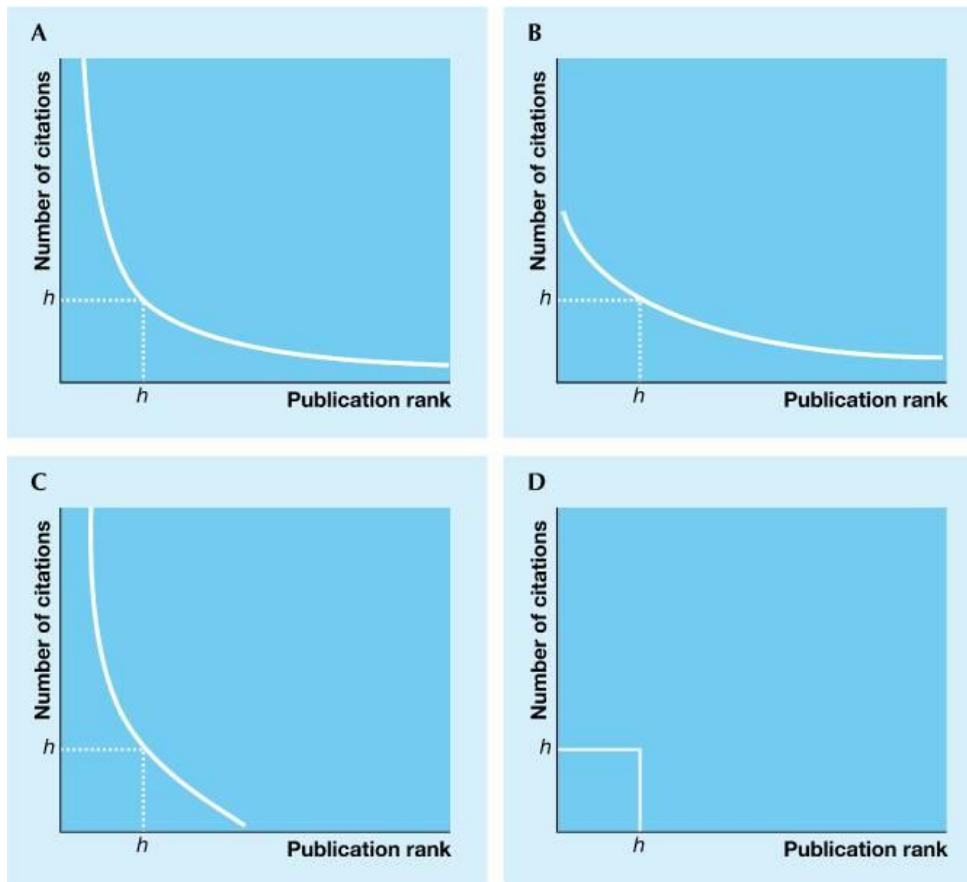 A
Number of citations
h
h
Publication rank
B
Number of citations
h
h
Publication rank
C
Number of citations
h
h
Publication rank
D
Number of citations
h
h
Publication rank